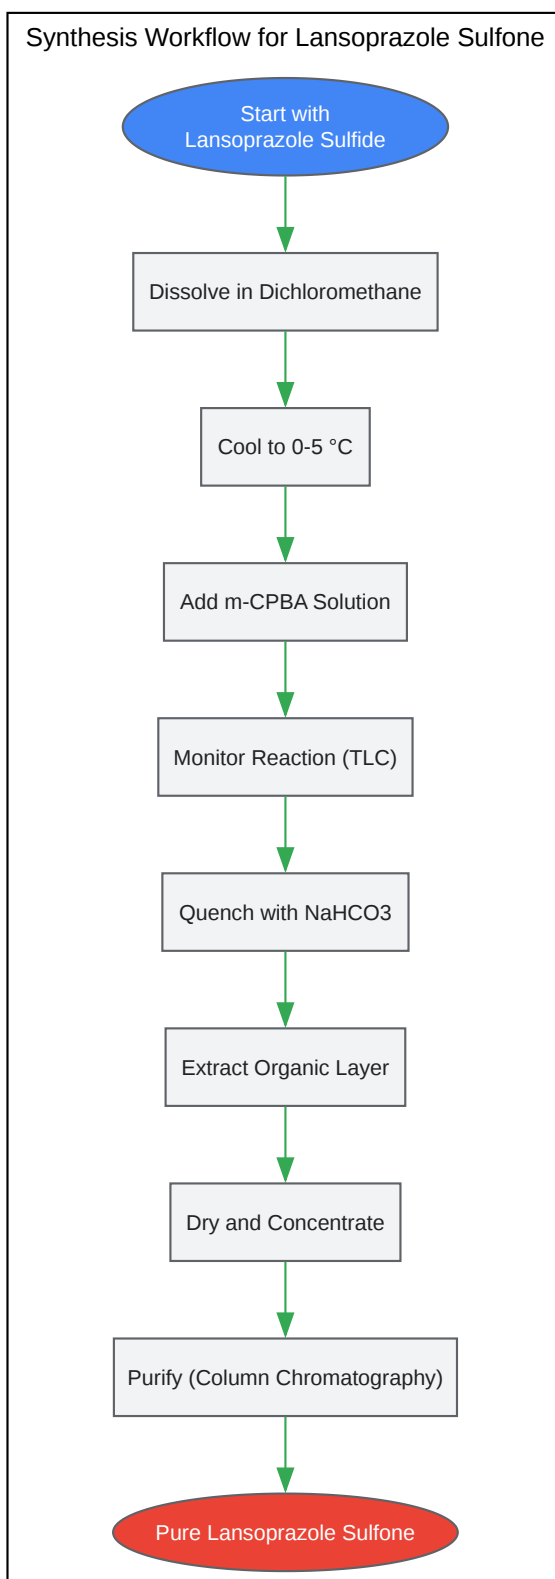 Synthesis Workflow for Lansoprazole Sulfone
Start with
Lansoprazole Sulfide
Dissolve in Dichloromethane
Cool to 0-5 °C
Add m-CPBA Solution
Monitor Reaction (TLC)
Quench with NaHCO3
Extract Organic Layer
Dry and Concentrate
Purify (Column Chromatography)
Pure Lansoprazole Sulfone